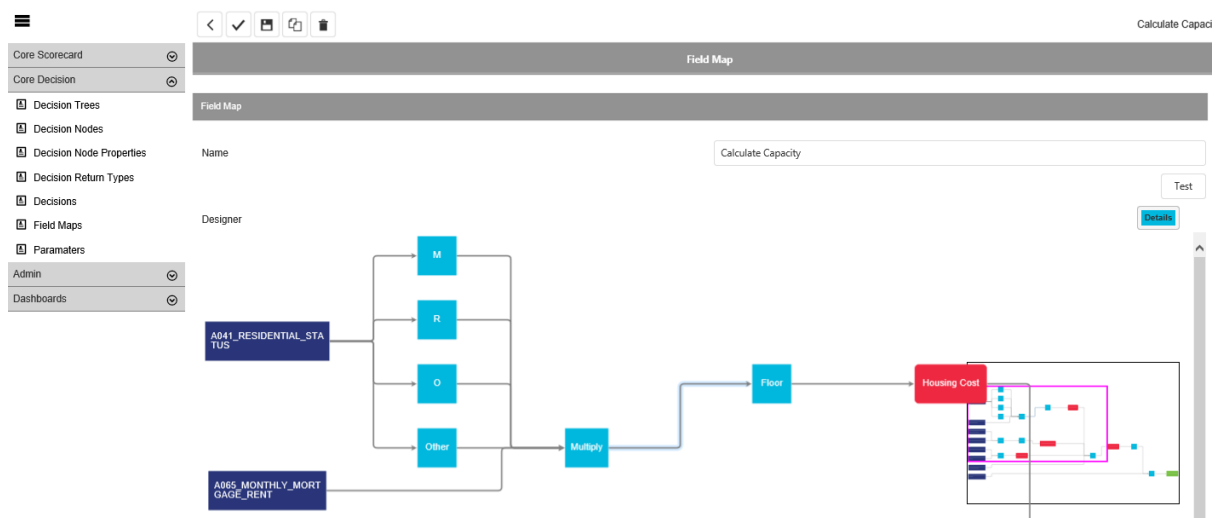 Calculate Capaci
Core Scorecard
Core Decision
Decision Trees
Decision Nodes
Decision Node Properties
Decision Return Types
Decisions
Field Maps
Paramaters
Admin
Dashboards
Field Map
Field Map
Name
Calculate Capacity
Test
Designer
Details
M
R
A041_RESIDENTIAL_STA
TUS
O
Floor
Housing Cost
Other
Multiply
A065_MONTHLY_MORT
GAGE_RENT